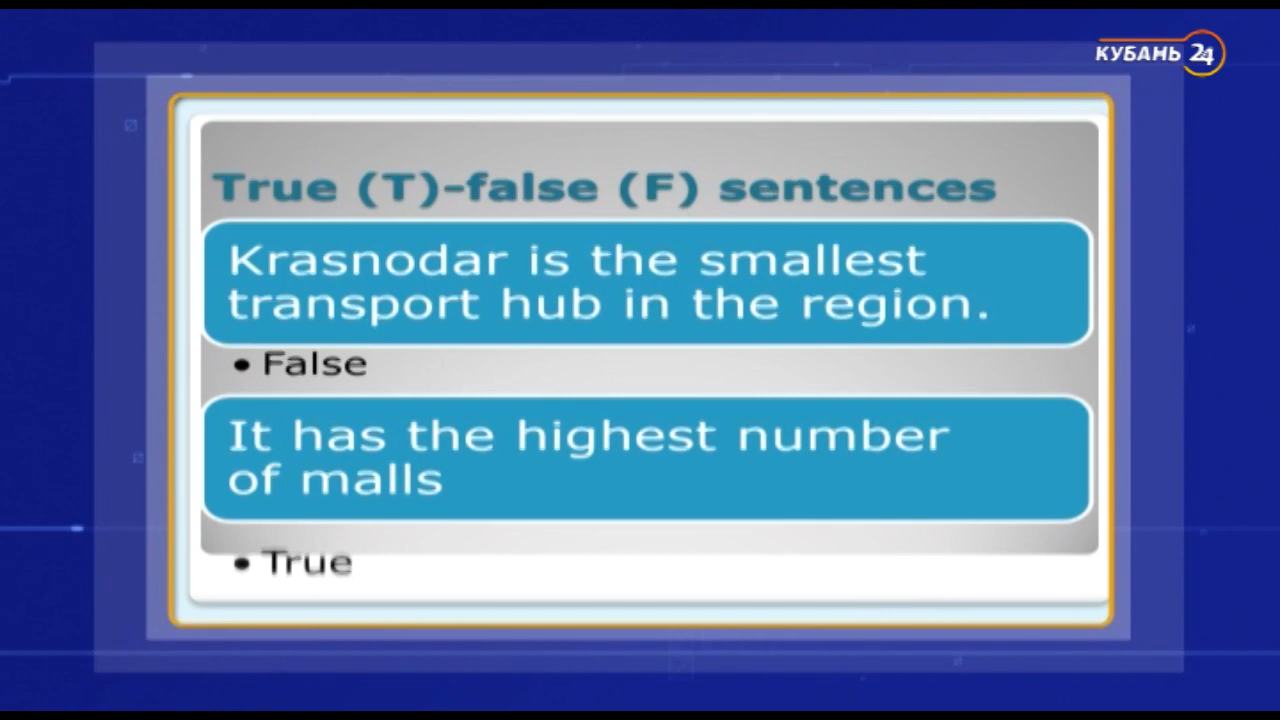 КУБАНЬ 24
True (T)-false (F) sentences
Krasnodar is the smallest
transport hub in the region.
• False
It has the highest number
of malls
• True